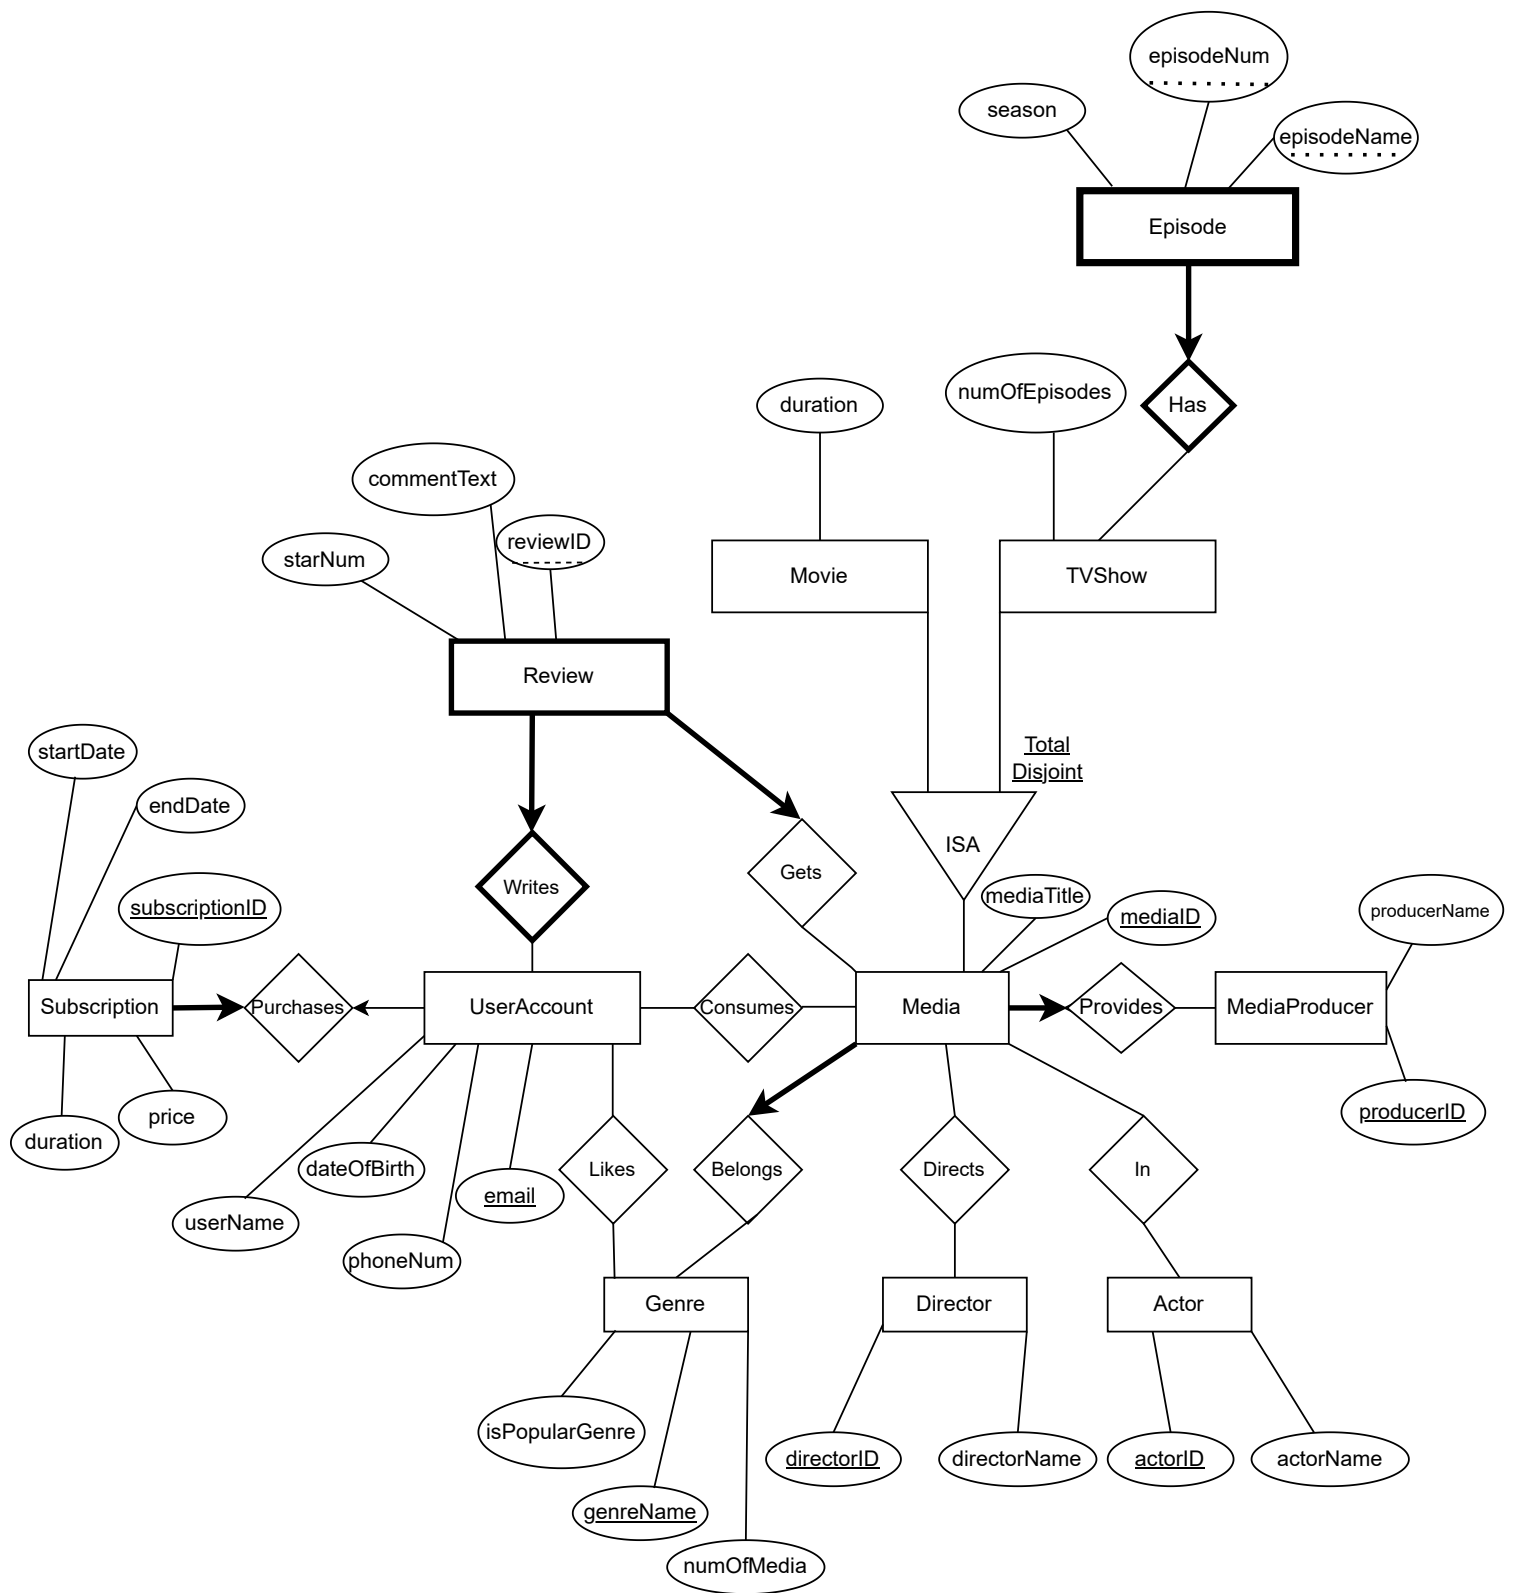 episodeNum
season
episodeName
Episode
duration
numOfEpisodes
Has
commentText
reviewID
starNum
Movie
TVShow
Review
startDate
Total
Disjoint
endDate
ISA
Gets
Writes
mediaTitle
subscriptionID
mediaID
producerName
Subscription
Purchases
UserAccount
Consumes
Media
Provides
MediaProducer
price
producerID
duration
dateOfBirth
Likes
Belongs
Directs
In
email
userName
phoneNum
Genre
Director
Actor
isPopularGenre
directorID
directorName
actorID
actorName
genreName
numOfMedia